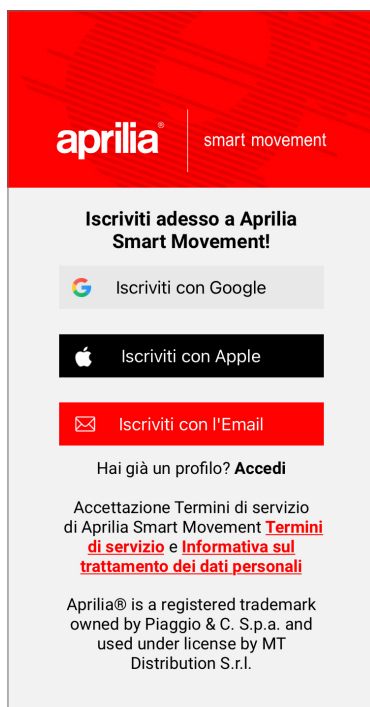 aprilia® smart movement
Iscriviti adesso a Aprilia
Smart Movement!
Iscriviti con Google
Iscriviti con Apple
Iscriviti con l'Email
Hai già un profilo? Accedi
Accettazione Termini di servizio
di Aprilia Smart Movement Termini
di servizio e Informativa sul
trattamento dei dati personali
Aprilia® is a registered trademark
owned by Piaggio & C. S.p.a. and
used under license by MT
Distribution S.r.l.